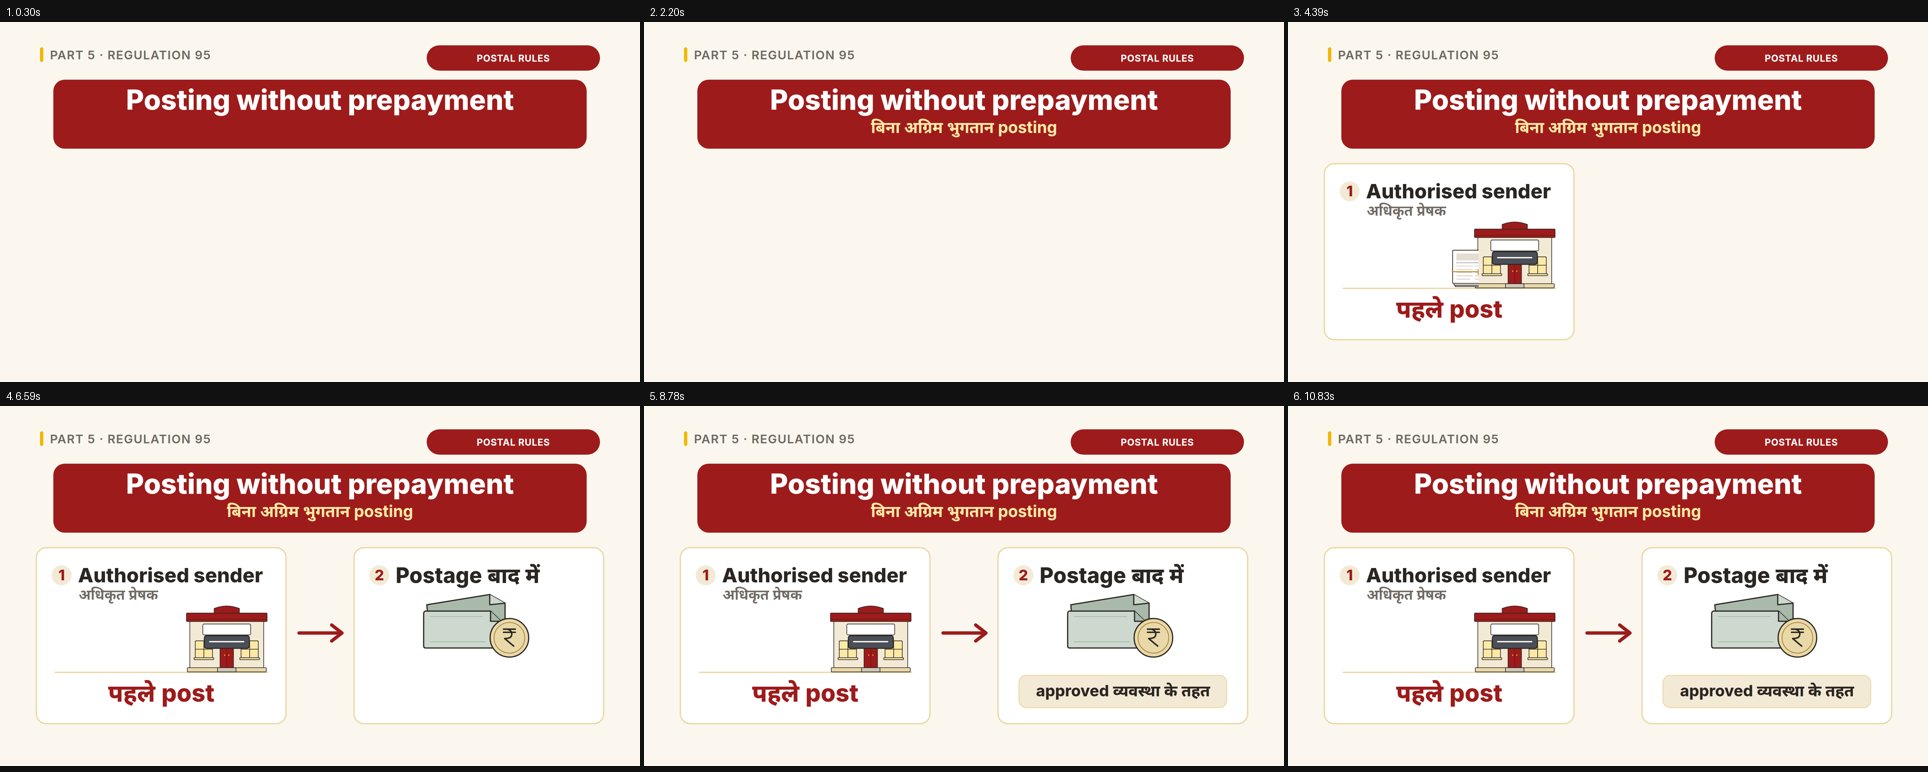 1. 0.30s
PART 5 · REGULATION 95
POSTAL RULES
Posting without prepayment
2. 2.20s
PART 5 · REGULATION 95
POSTAL RULES
Posting without prepayment
बिना अग्रिम भुगतान posting
3. 4.39s
PART 5 · REGULATION 95
POSTAL RULES
Posting without prepayment
बिना अग्रिम भुगतान posting
1 Authorised sender
अधिकृत प्रेषक
पहले post
4. 6.59s
PART 5 · REGULATION 95
POSTAL RULES
Posting without prepayment
बिना अग्रिम भुगतान posting
1 Authorised sender
अधिकृत प्रेषक
पहले post
2 Postage बाद में
₹
5. 8.78s
PART 5 · REGULATION 95
POSTAL RULES
Posting without prepayment
बिना अग्रिम भुगतान posting
1 Authorised sender
अधिकृत प्रेषक
पहले post
2 Postage बाद में
₹
approved व्यवस्था के तहत
6. 10.83s
PART 5 · REGULATION 95
POSTAL RULES
Posting without prepayment
बिना अग्रिम भुगतान posting
1 Authorised sender
अधिकृत प्रेषक
पहले post
2 Postage बाद में
₹
approved व्यवस्था के तहत